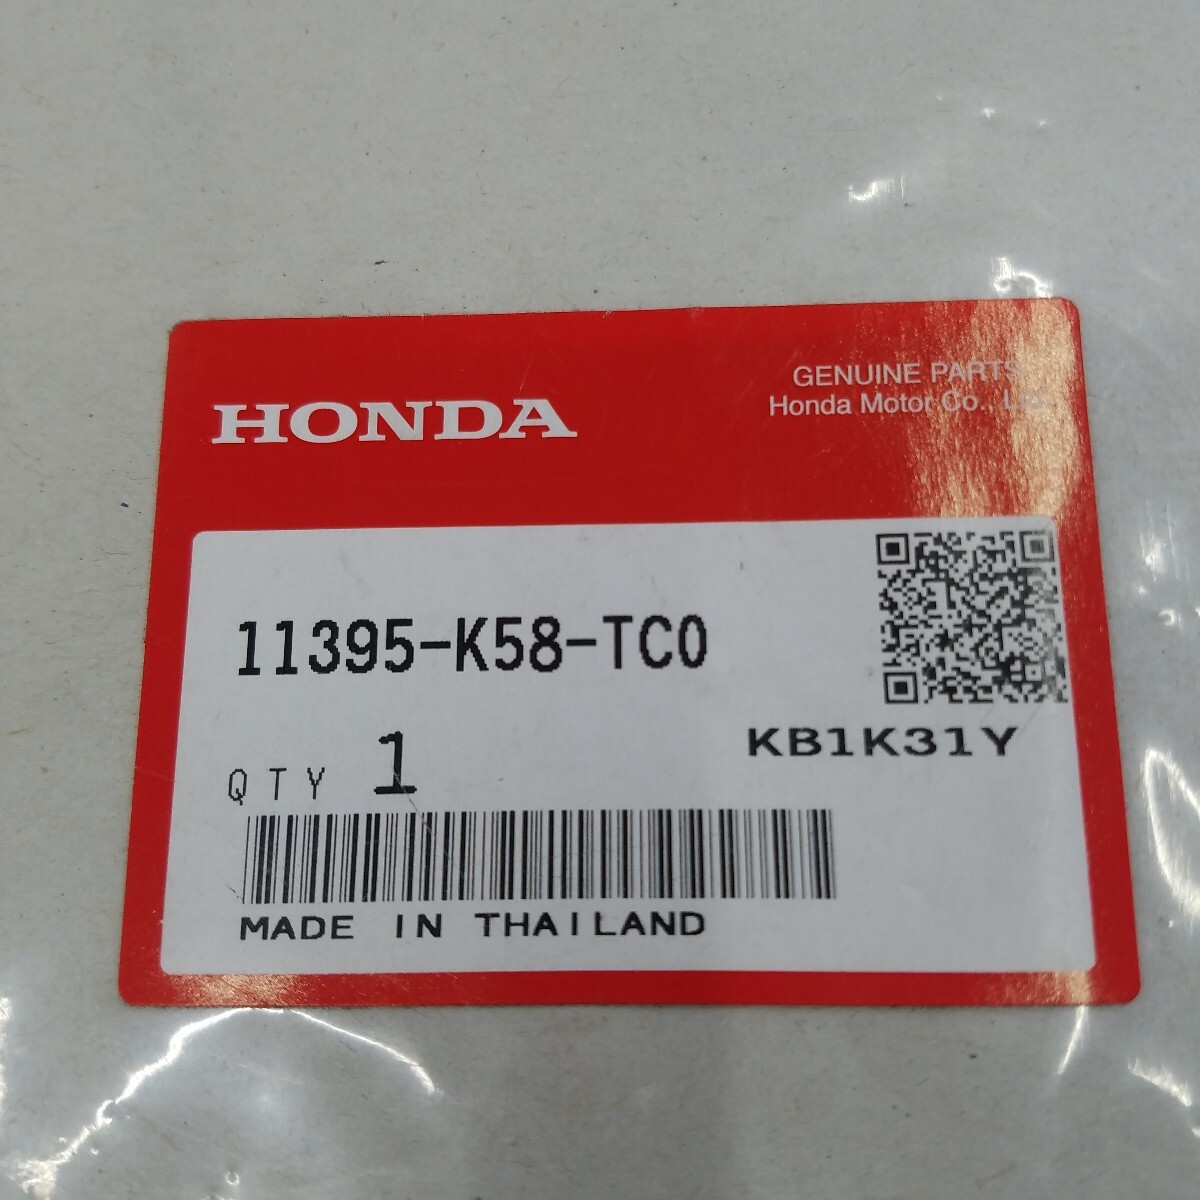 HONDA
GENUINE PARTS
Honda Motor Co., Ltd.
11395-K58-TC0
KB1K31Y
QTY 1
MADE IN THAILAND